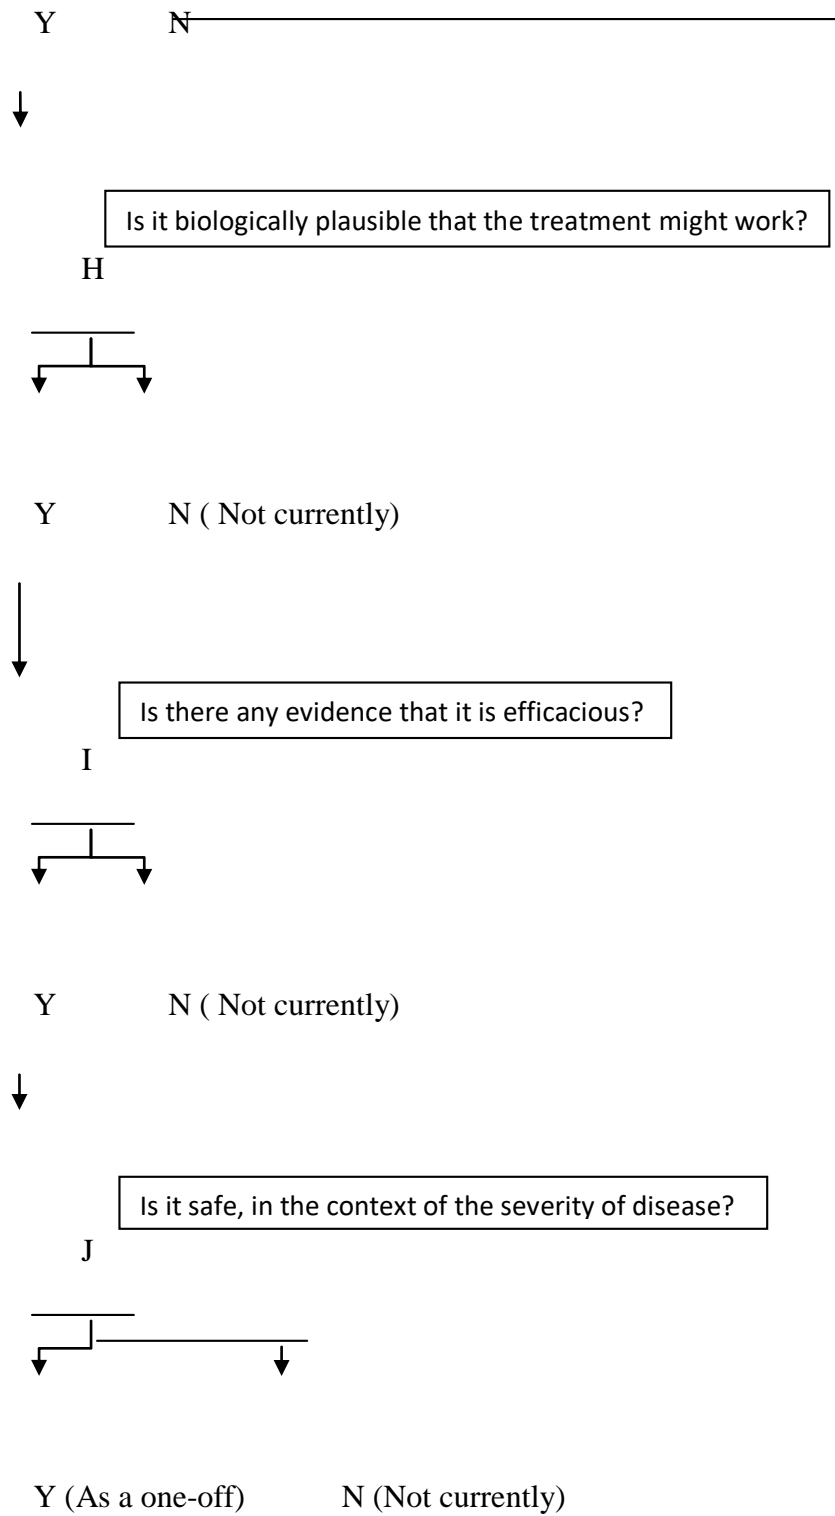 Y N
Is it biologically plausible that the treatment might work?
H
Y N ( Not currently)
Is there any evidence that it is efficacious?
I
Y N ( Not currently)
Is it safe, in the context of the severity of disease?
J
Y (As a one-off) N (Not currently)